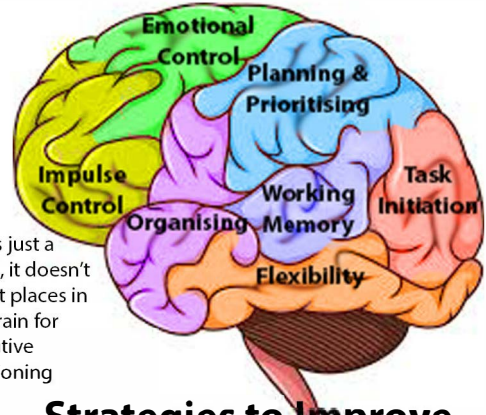 Emotional
Control
Planning &
Prioritising
Impulse
Control
Task
Initiation
Working
Memory
Organising
Flexibility
s just a
, it doesn't
t places in
rain for
tive
oning
Strategies to Improve